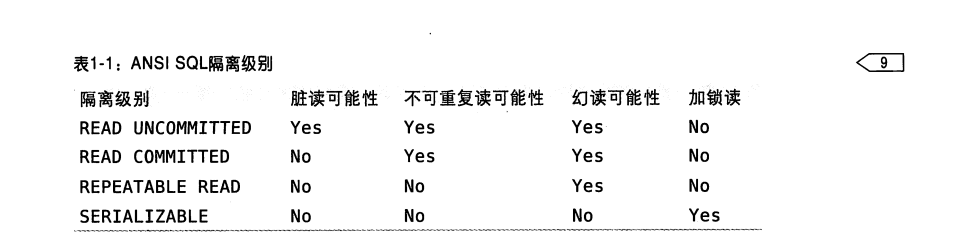 表1-1：ANSI SQL隔离级别
9
隔离级别 脏读可能性 不可重复读可能性 幻读可能性 加锁读
READ UNCOMMITTED Yes Yes Yes No
READ COMMITTED No Yes Yes No
REPEATABLE READ No No Yes No
SERIALIZABLE No No No Yes